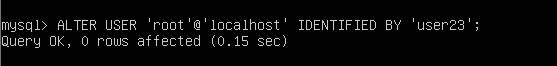 mysql> ALTER USER 'root'@'localhost' IDENTIFIED BY 'user23';
Query OK, 0 rows affected (0.15 sec)